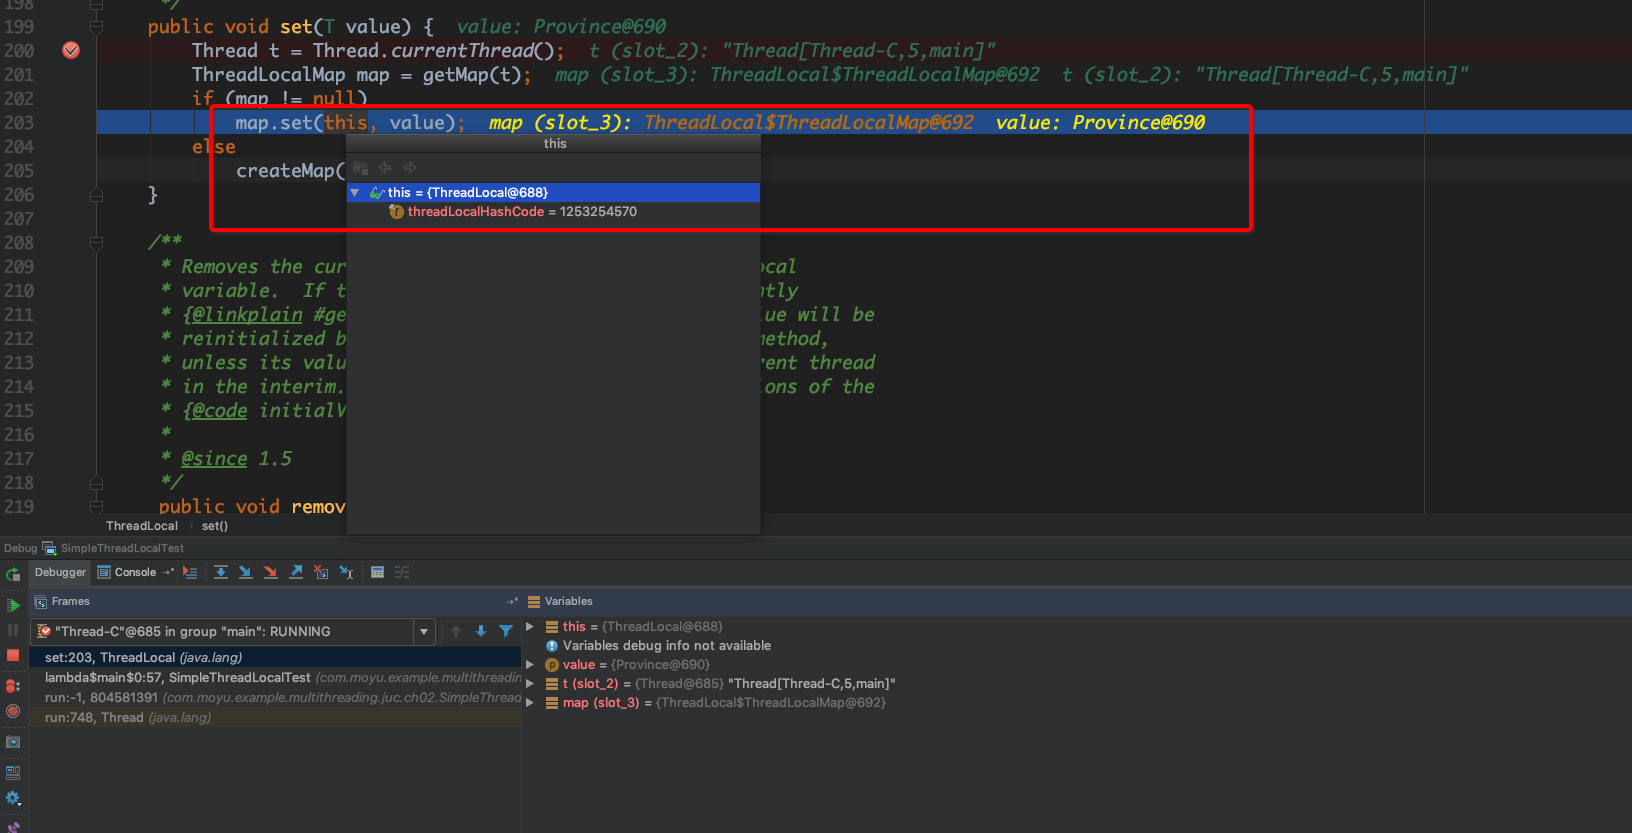 198 */
199 public void set(T value) { value: Province@690
200 Thread t = Thread.currentThread(); t (slot_2): "Thread[Thread-C,5,main]"
201 ThreadLocalMap map = getMap(t); map (slot_3): ThreadLocal$ThreadLocalMap@692 t (slot_2): "Thread[Thread-C,5,main]"
202 if (map != null)
203 map.set(this, value); map (slot_3): ThreadLocal$ThreadLocalMap@692 value: Province@690
204 else
this
205 createMap(
206 }
this = {ThreadLocal@688}
207
threadLocalHashCode = 1253254570
208 /**
209 * Removes the cur ocal
210 * variable. If t ntly
211 * {@linkplain #ge lue will be
212 * reinitialized b method,
213 * unless its valu rent thread
214 * in the interim. ions of the
215 * {@code initialV
216 *
217 * @since 1.5
218 */
219 public void remov
ThreadLocal › set()
Debug SimpleThreadLocalTest
Debugger Console
Frames
Variables
"Thread-C"@685 in group "main": RUNNING
set:203, ThreadLocal (java.lang)
lambda$main$0:57, SimpleThreadLocalTest (com.moyu.example.multithreading
run:-1, 804581391 (com.moyu.example.multithreading.juc.ch02.SimpleThread
run:748, Thread (java.lang)
this = {ThreadLocal@688}
Variables debug info not available
value = {Province@690}
t (slot_2) = {Thread@685} "Thread[Thread-C,5,main]"
map (slot_3) = {ThreadLocal$ThreadLocalMap@692}